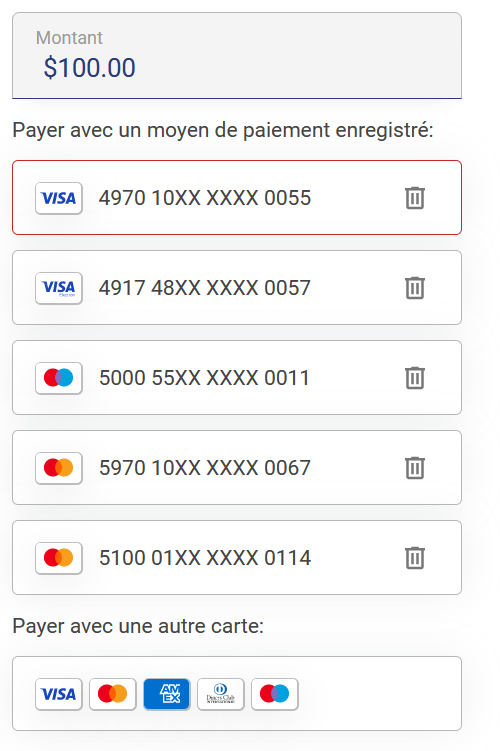 Montant
$100.00
Payer avec un moyen de paiement enregistré:
VISA 4970 10XX XXXX 0055
VISA Electron 4917 48XX XXXX 0057
5000 55XX XXXX 0011
5970 10XX XXXX 0067
5100 01XX XXXX 0114
Payer avec une autre carte:
VISA AM EX Diners Club INTERNATIONAL